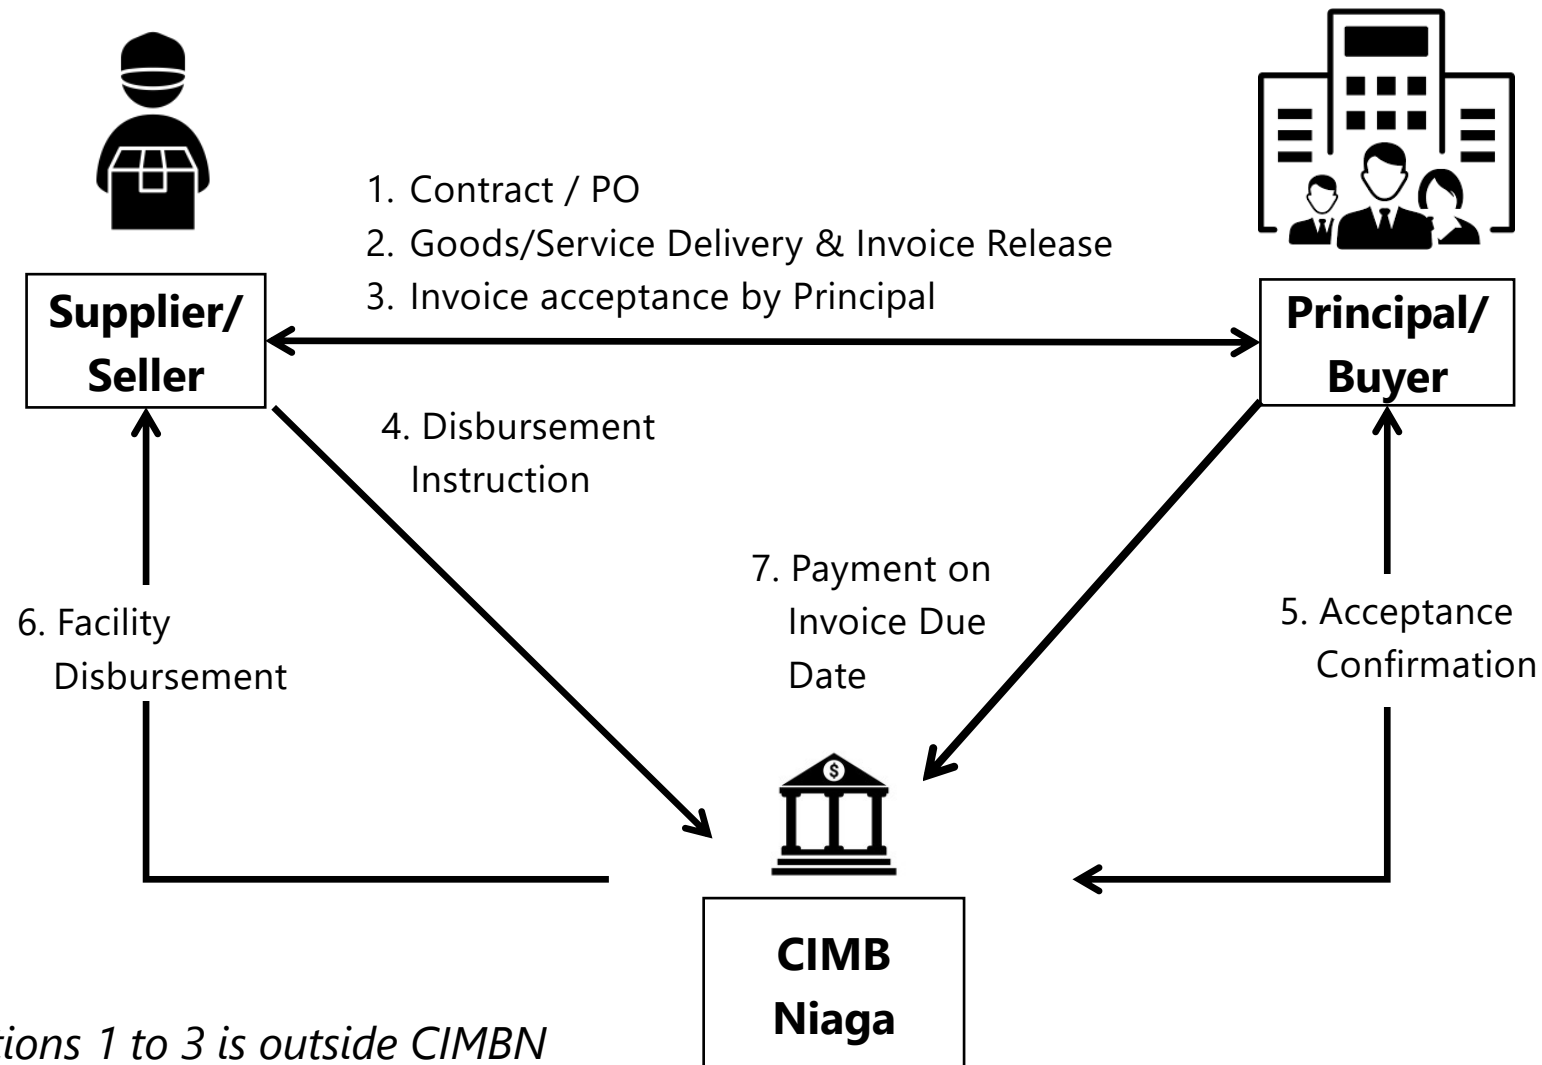 1. Contract / PO
2. Goods/Service Delivery & Invoice Release
3. Invoice acceptance by Principal
Supplier/
Seller
Principal/
Buyer
4. Disbursement
Instruction
7. Payment on
Invoice Due
Date
6. Facility
Disbursement
5. Acceptance
Confirmation
$
CIMB
Niaga
1 to 3 is outside CIMBN